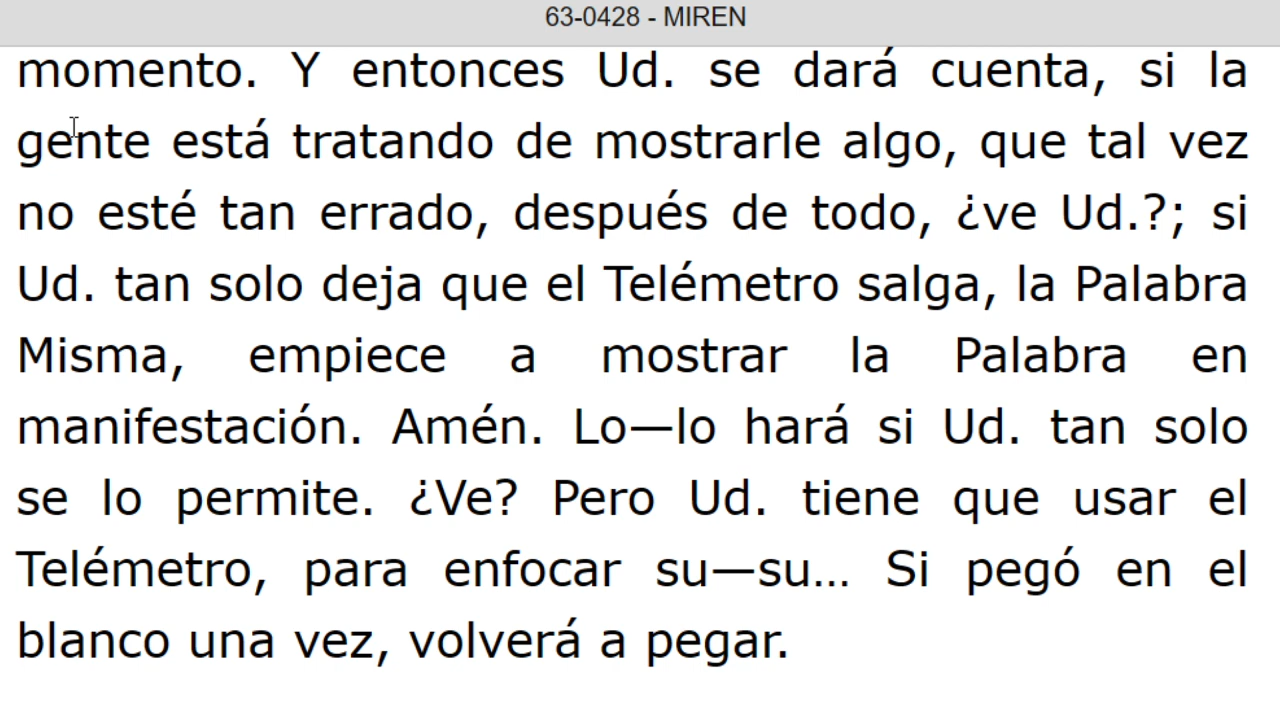 63-0428 - MIREN
momento. Y entonces Ud. se dará cuenta, si la
gente está tratando de mostrarle algo, que tal vez
no esté tan errado, después de todo, ¿ve Ud.?; si
Ud. tan solo deja que el Telémetro salga, la Palabra
Misma, empiece a mostrar la Palabra en
manifestación. Amén. Lo—lo hará si Ud. tan solo
se lo permite. ¿Ve? Pero Ud. tiene que usar el
Telémetro, para enfocar su—su... Si pegó en el
blanco una vez, volverá a pegar.